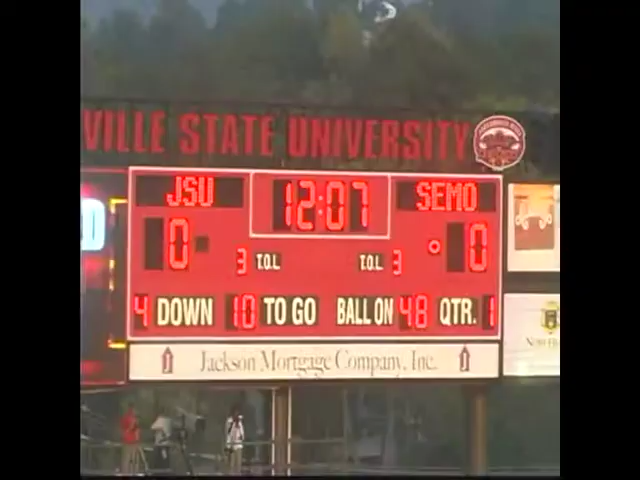 VILLE STATE UNIVERSITY
JSU 12:07 SEMO
0 0
3 T.O.L T.O.L 3
4 DOWN 10 TO GO BALL ON 48 QTR. 1
Jackson Mortgage Company, Inc.